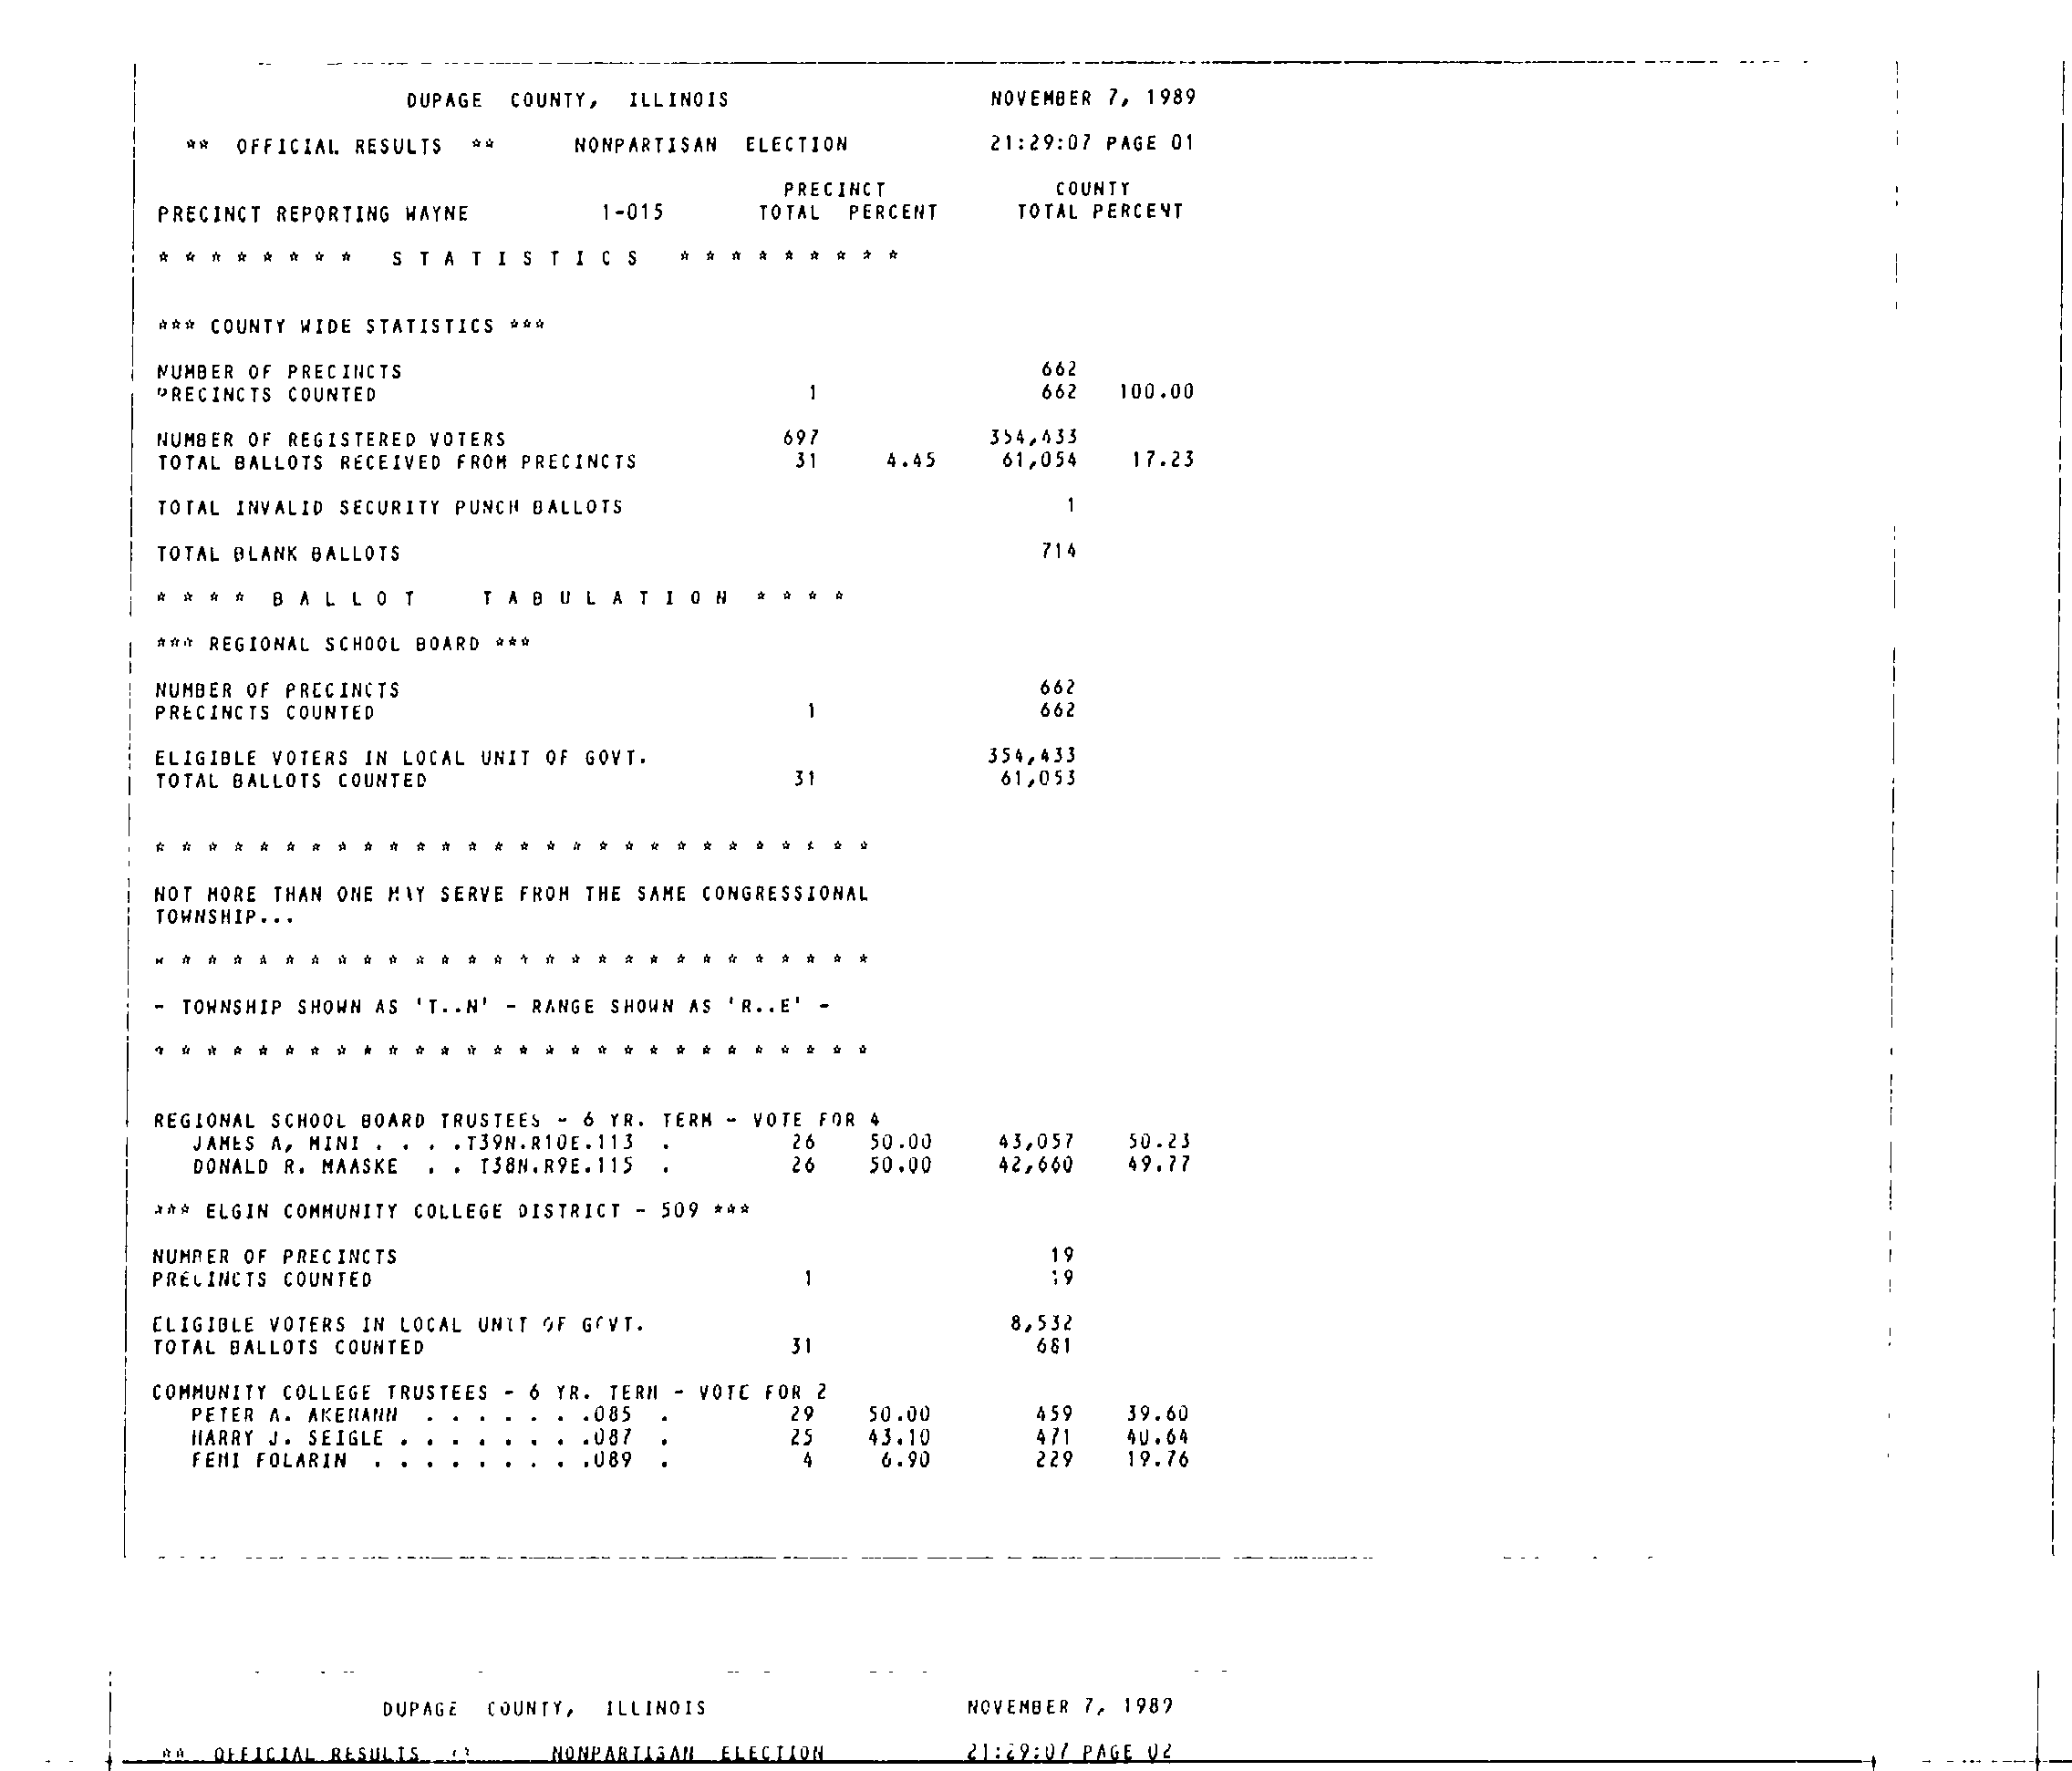 DUPAGE COUNTY, ILLINOIS NOVEMBER 7, 1989
** OFFICIAL RESULTS ** NONPARTISAN ELECTION 21:29:07 PAGE 01
PRECINCT COUNTY
PRECINCT REPORTING WAYNE 1-015 TOTAL PERCENT TOTAL PERCENT
* * * * * * * * S T A T I S T I C S * * * * * * * * *
*** COUNTY WIDE STATISTICS ***
NUMBER OF PRECINCTS 662
PRECINCTS COUNTED 1 662 100.00
NUMBER OF REGISTERED VOTERS 697 354,433
TOTAL BALLOTS RECEIVED FROM PRECINCTS 31 4.45 61,054 17.23
TOTAL INVALID SECURITY PUNCH BALLOTS 1
TOTAL BLANK BALLOTS 714
* * * * B A L L O T T A B U L A T I O N * * * *
*** REGIONAL SCHOOL BOARD ***
NUMBER OF PRECINCTS 662
PRECINCTS COUNTED 1 662
ELIGIBLE VOTERS IN LOCAL UNIT OF GOVT. 354,433
TOTAL BALLOTS COUNTED 31 61,053
* * * * * * * * * * * * * * * * * * * * * * * * * * * *
NOT MORE THAN ONE MAY SERVE FROM THE SAME CONGRESSIONAL
TOWNSHIP...
* * * * * * * * * * * * * * * * * * * * * * * * * * * *
- TOWNSHIP SHOWN AS 'T..N' - RANGE SHOWN AS 'R..E' -
* * * * * * * * * * * * * * * * * * * * * * * * * * * *
REGIONAL SCHOOL BOARD TRUSTEES - 6 YR. TERM - VOTE FOR 4
JAMES A, MINI . . . .T39N.R10E.113 . 26 50.00 43,057 50.23
DONALD R. MAASKE . . T38N.R9E.115 . 26 50.00 42,660 49.77
*** ELGIN COMMUNITY COLLEGE DISTRICT - 509 ***
NUMBER OF PRECINCTS 19
PRECINCTS COUNTED 1 19
ELIGIBLE VOTERS IN LOCAL UNIT OF GOVT. 8,532
TOTAL BALLOTS COUNTED 31 681
COMMUNITY COLLEGE TRUSTEES - 6 YR. TERM - VOTE FOR 2
PETER A. AKEMANN . . . . . . .085 . 29 50.00 459 39.60
HARRY J. SEIGLE . . . . . . . .087 . 25 43.10 471 40.64
FEMI FOLARIN . . . . . . . . .089 . 4 6.90 229 19.76
DUPAGE COUNTY, ILLINOIS NOVEMBER 7, 1989
** OFFICIAL RESULTS ** NONPARTISAN ELECTION 21:29:07 PAGE 02